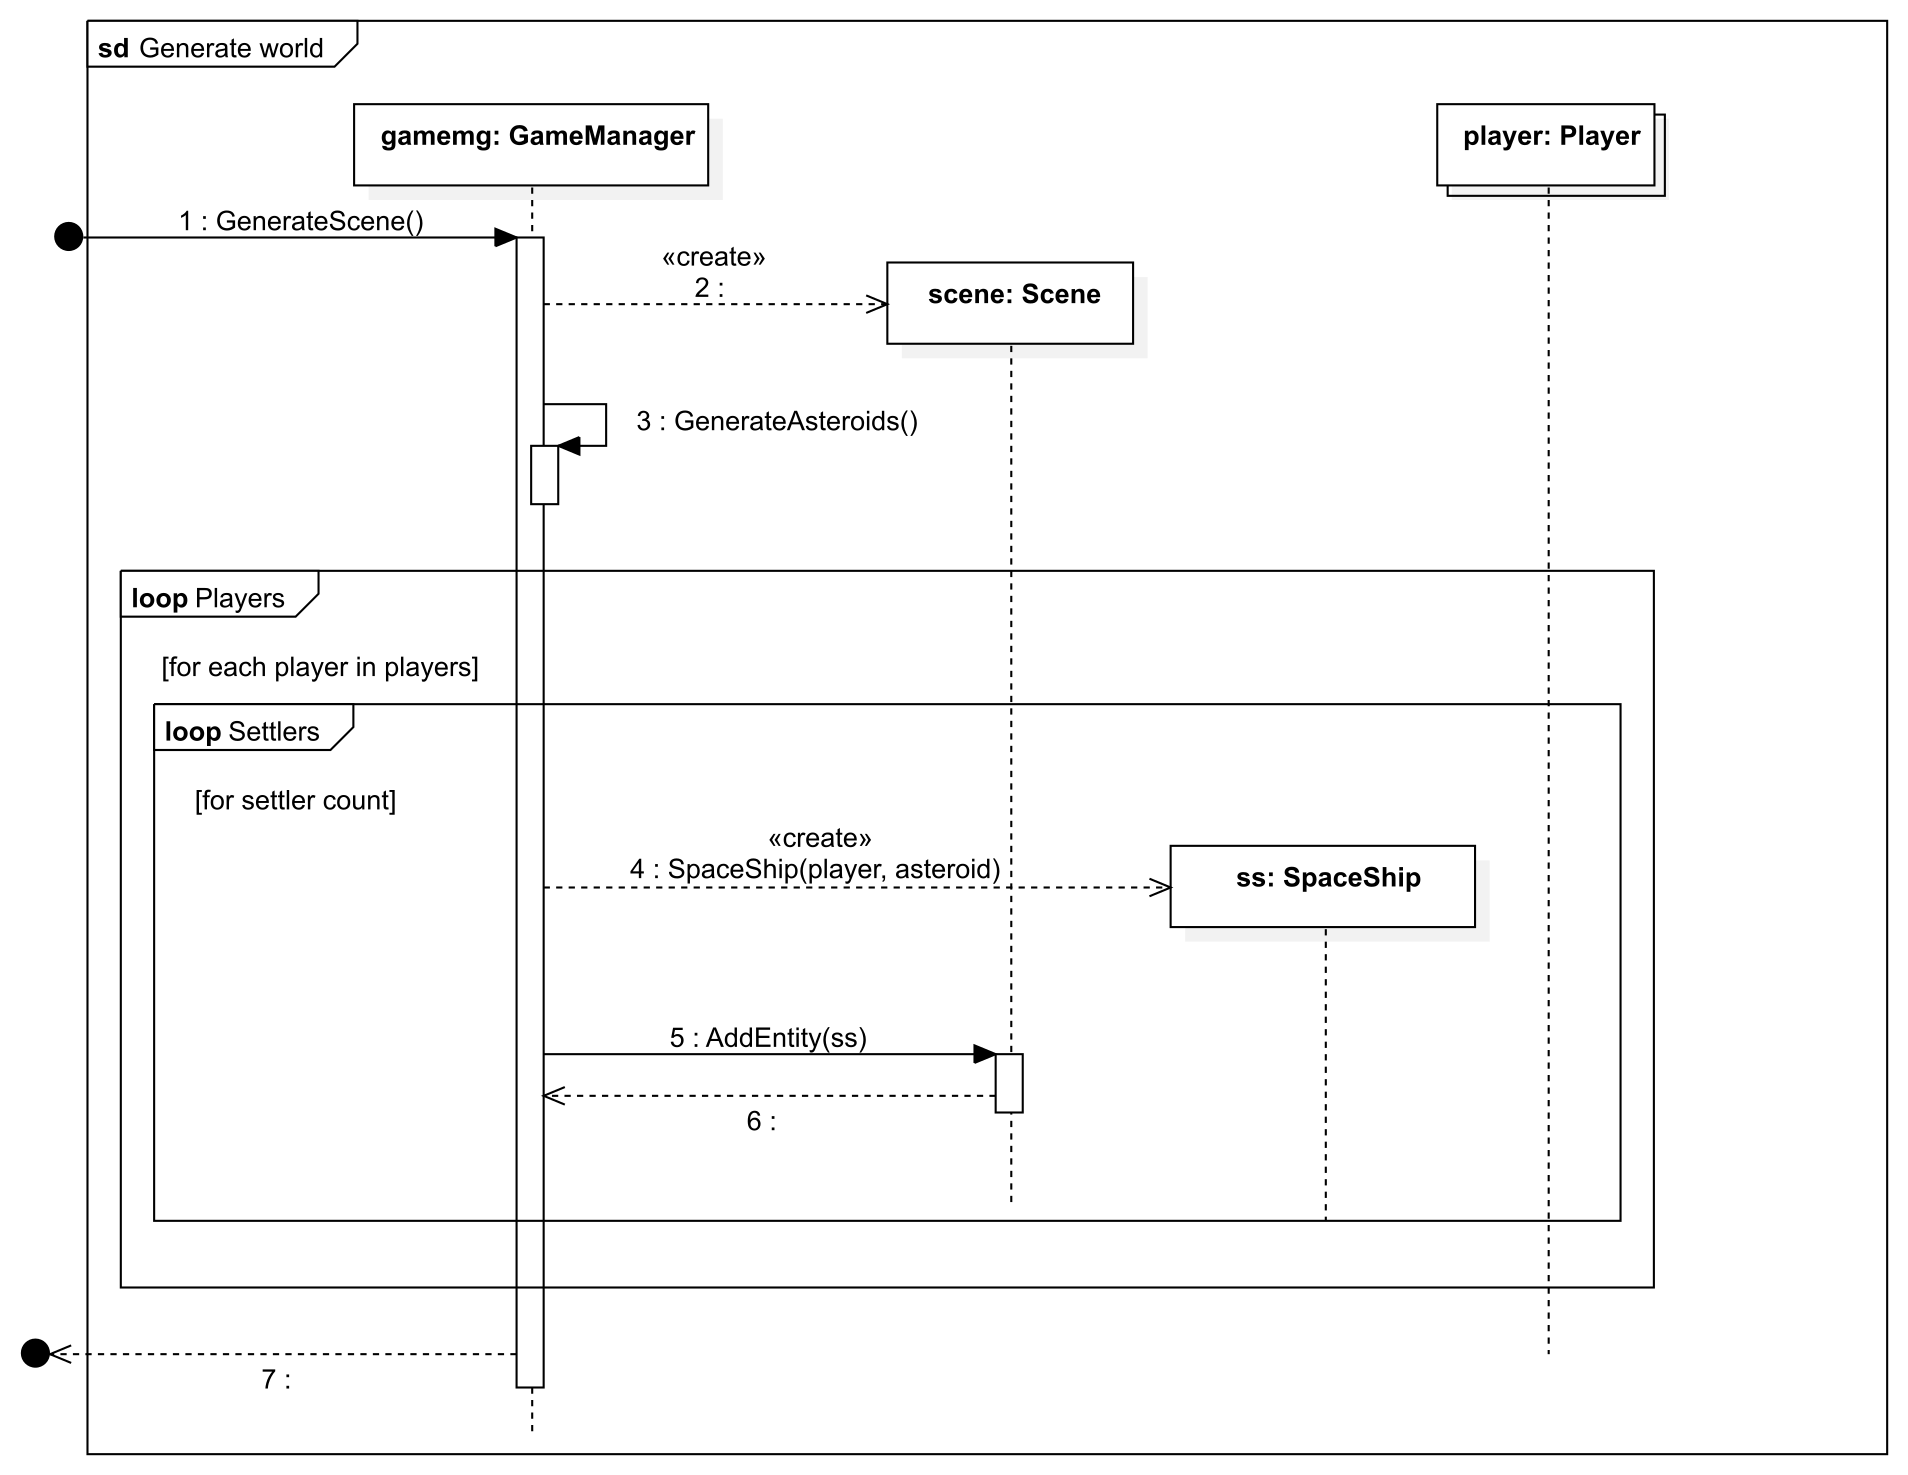 sd Generate world
gamemg: GameManager
player: Player
1 : GenerateScene()
«create»
2 :
scene: Scene
3 : GenerateAsteroids()
loop Players
[for each player in players]
loop Settlers
[for settler count]
«create»
4 : SpaceShip(player, asteroid)
ss: SpaceShip
5 : AddEntity(ss)
6 :
7 :